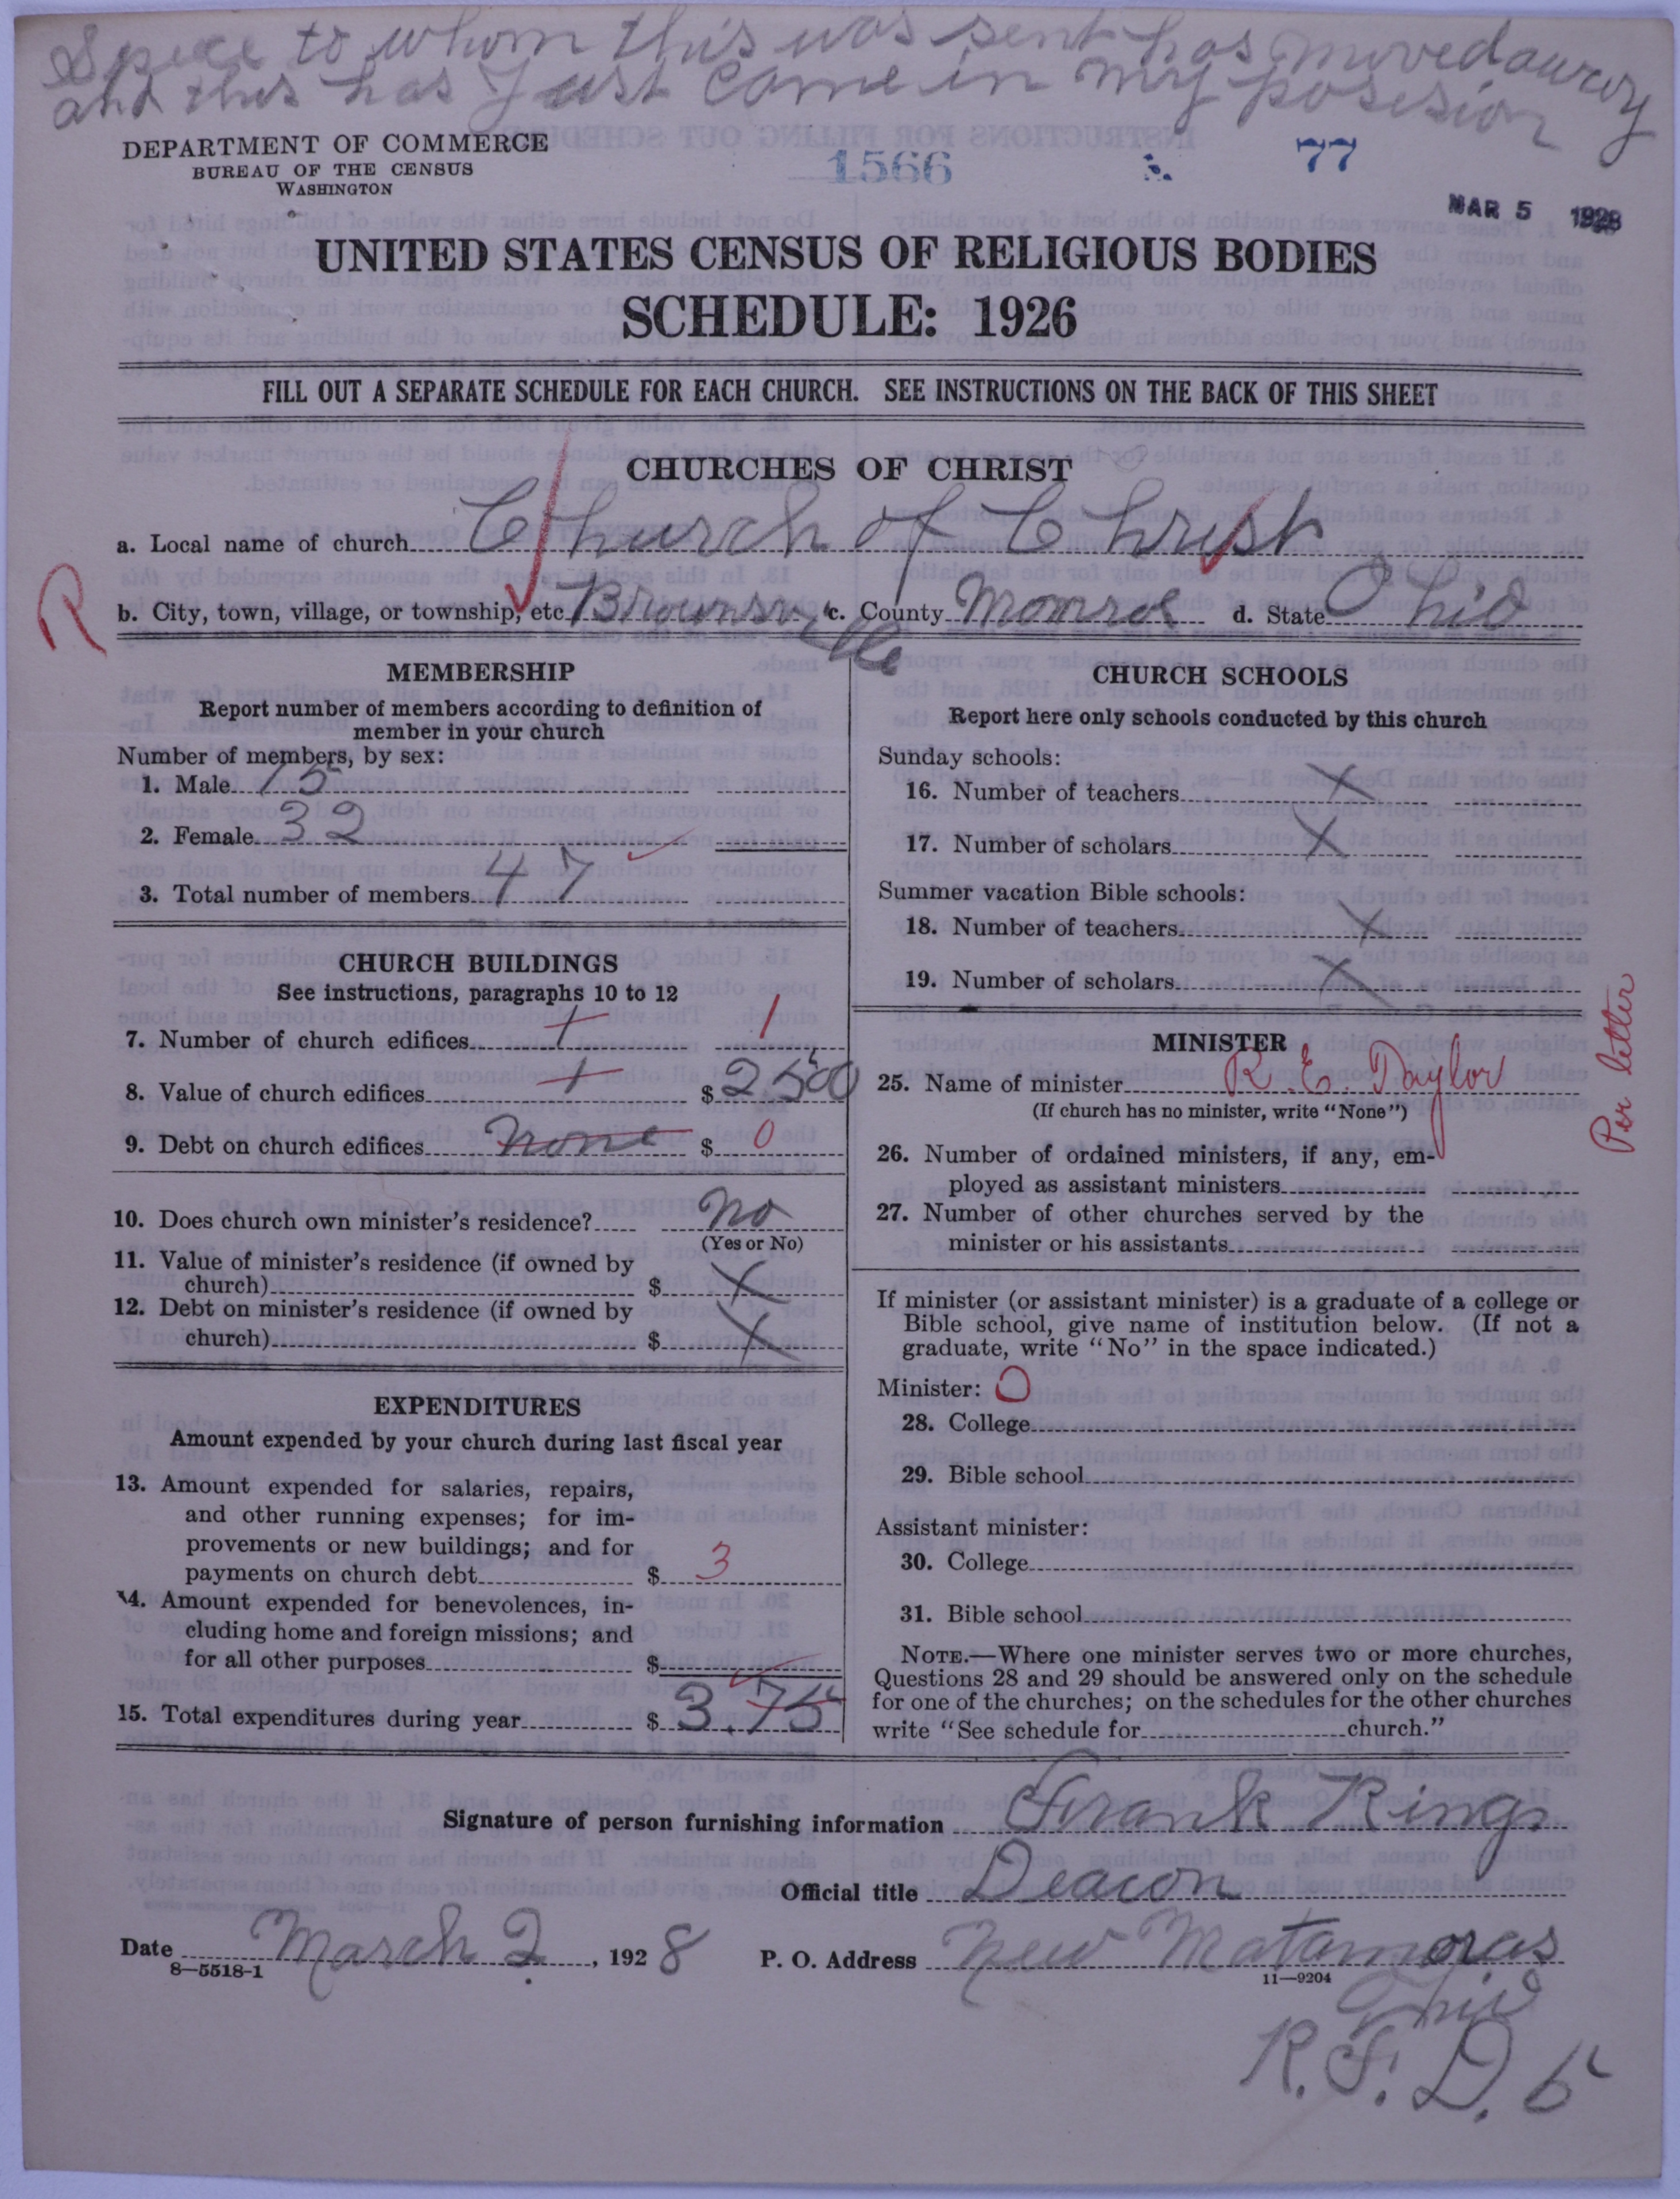 Speice to whom this was sent has moved away
and this has Just Come in my posesion
DEPARTMENT OF COMMERCE
BUREAU OF THE CENSUS
WASHINGTON
1566
77
MAR 5 1928
UNITED STATES CENSUS OF RELIGIOUS BODIES
SCHEDULE: 1926
FILL OUT A SEPARATE SCHEDULE FOR EACH CHURCH. SEE INSTRUCTIONS ON THE BACK OF THIS SHEET
CHURCHES OF CHRIST
a. Local name of church Church of Christ
R
b. City, town, village, or township, etc. Brownsville c. County Monroe d. State Ohio
MEMBERSHIP
Report number of members according to definition of
member in your church
Number of members, by sex:
1. Male 15
2. Female 32
3. Total number of members 47
CHURCH BUILDINGS
See instructions, paragraphs 10 to 12
7. Number of church edifices 1 1
8. Value of church edifices 1 $ 2500
9. Debt on church edifices none $ 0
10. Does church own minister's residence? no
(Yes or No)
11. Value of minister's residence (if owned by
church) $ X
12. Debt on minister's residence (if owned by
church) $ X
EXPENDITURES
Amount expended by your church during last fiscal year
13. Amount expended for salaries, repairs,
and other running expenses; for im-
provements or new buildings; and for
payments on church debt $ 3
14. Amount expended for benevolences, in-
cluding home and foreign missions; and
for all other purposes $
15. Total expenditures during year $ 3.75
CHURCH SCHOOLS
Report here only schools conducted by this church
Sunday schools:
16. Number of teachers X
17. Number of scholars X
Summer vacation Bible schools:
18. Number of teachers X
19. Number of scholars X
MINISTER
25. Name of minister R. E. Taylor
(If church has no minister, write "None")
Per letter
26. Number of ordained ministers, if any, em-
ployed as assistant ministers
27. Number of other churches served by the
minister or his assistants
If minister (or assistant minister) is a graduate of a college or
Bible school, give name of institution below. (If not a
graduate, write "No" in the space indicated.)
Minister: 0
28. College
29. Bible school
Assistant minister:
30. College
31. Bible school
NOTE.—Where one minister serves two or more churches,
Questions 28 and 29 should be answered only on the schedule
for one of the churches; on the schedules for the other churches
write "See schedule for church."
Signature of person furnishing information Frank Rings
Official title Deacon
Date March 2, 1928 P. O. Address New Matamoras
8—5518-1
11—9204
Ohio
R.F.D. 5